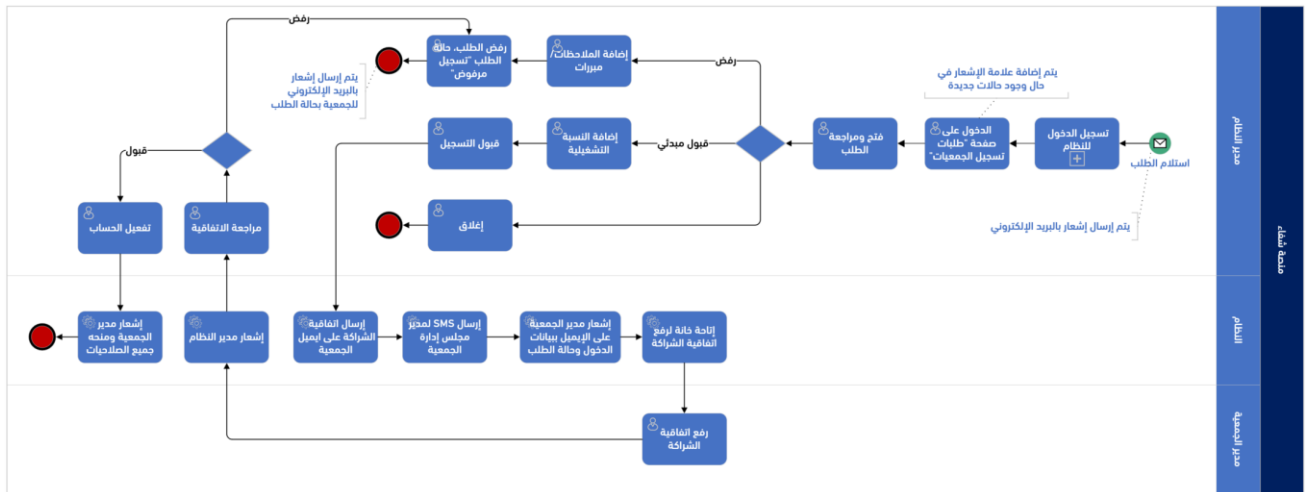 منصة شفاء
مدير النظام
استلام الطلب
يتم إرسال إشعار بالبريد الإلكتروني
تسجيل الدخول
للنظام
يتم إضافة علامة الإشعار في
حال وجود حالات جديدة
الدخول على
صفحة "طلبات
تسجيل الجمعيات"
فتح ومراجعة
الطلب
رفض
إضافة الملاحظات/
مبررات
رفض الطلب، حالة
الطلب "تسجيل
مرفوض"
يتم إرسال إشعار
بالبريد الإلكتروني
للجمعية بحالة الطلب
قبول مبدئي
إضافة النسبة
التشغيلية
قبول التسجيل
إغلاق
رفض
قبول
مراجعة الاتفاقية
تفعيل الحساب
النظام
إتاحة خانة لرفع
اتفاقية الشراكة
إشعار مدير الجمعية
على الإيميل ببيانات
الدخول وحالة الطلب
إرسال SMS لمدير
مجلس إدارة
الجمعية
إرسال اتفاقية
الشراكة على ايميل
الجمعية
إشعار مدير النظام
إشعار مدير
الجمعية ومنحه
جميع الصلاحيات
مدير الجمعية
رفع اتفاقية
الشراكة